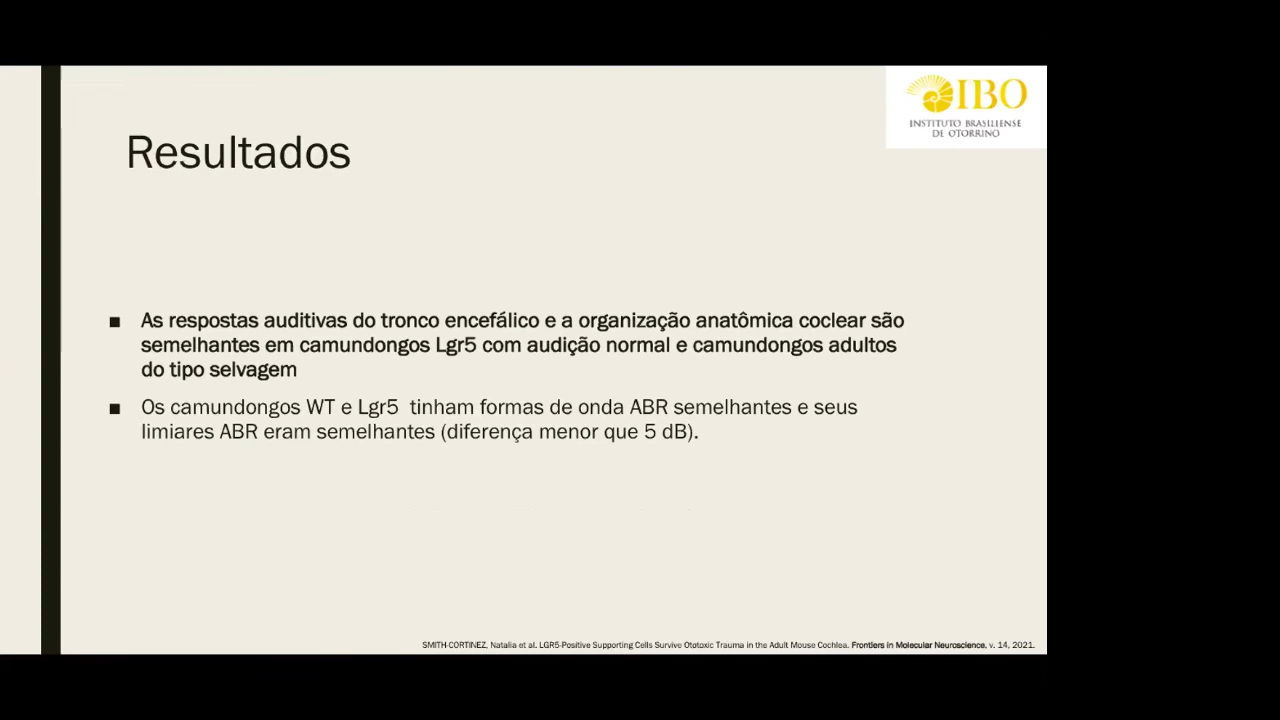 IBO
INSTITUTO BRASILIENSE
DE OTORRINO
Resultados
■ As respostas auditivas do tronco encefálico e a organização anatômica coclear são
semelhantes em camundongos Lgr5 com audição normal e camundongos adultos
do tipo selvagem
■ Os camundongos WT e Lgr5 tinham formas de onda ABR semelhantes e seus
limiares ABR eram semelhantes (diferença menor que 5 dB).
SMITH-CORTINEZ, Natalia et al. LGR5-Positive Supporting Cells Survive Ototoxic Trauma in the Adult Mouse Cochlea. Frontiers in Molecular Neuroscience, v. 14, 2021.